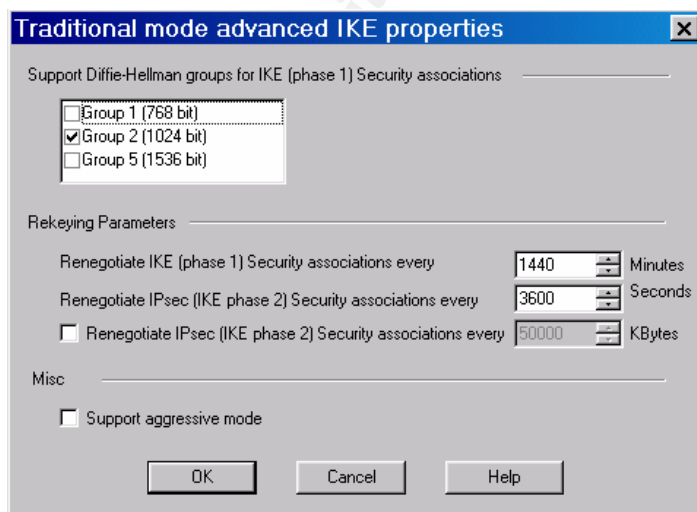 Traditional mode advanced IKE properties
Support Diffie-Hellman groups for IKE (phase 1) Security associations
Group 1 (768 bit)
Group 2 (1024 bit)
Group 5 (1536 bit)
Rekeying Parameters
Renegotiate IKE (phase 1) Security associations every 1440 Minutes
Renegotiate IPsec (IKE phase 2) Security associations every 3600 Seconds
Renegotiate IPsec (IKE phase 2) Security associations every 50000 KBytes
Misc
Support aggressive mode
OK Cancel Help